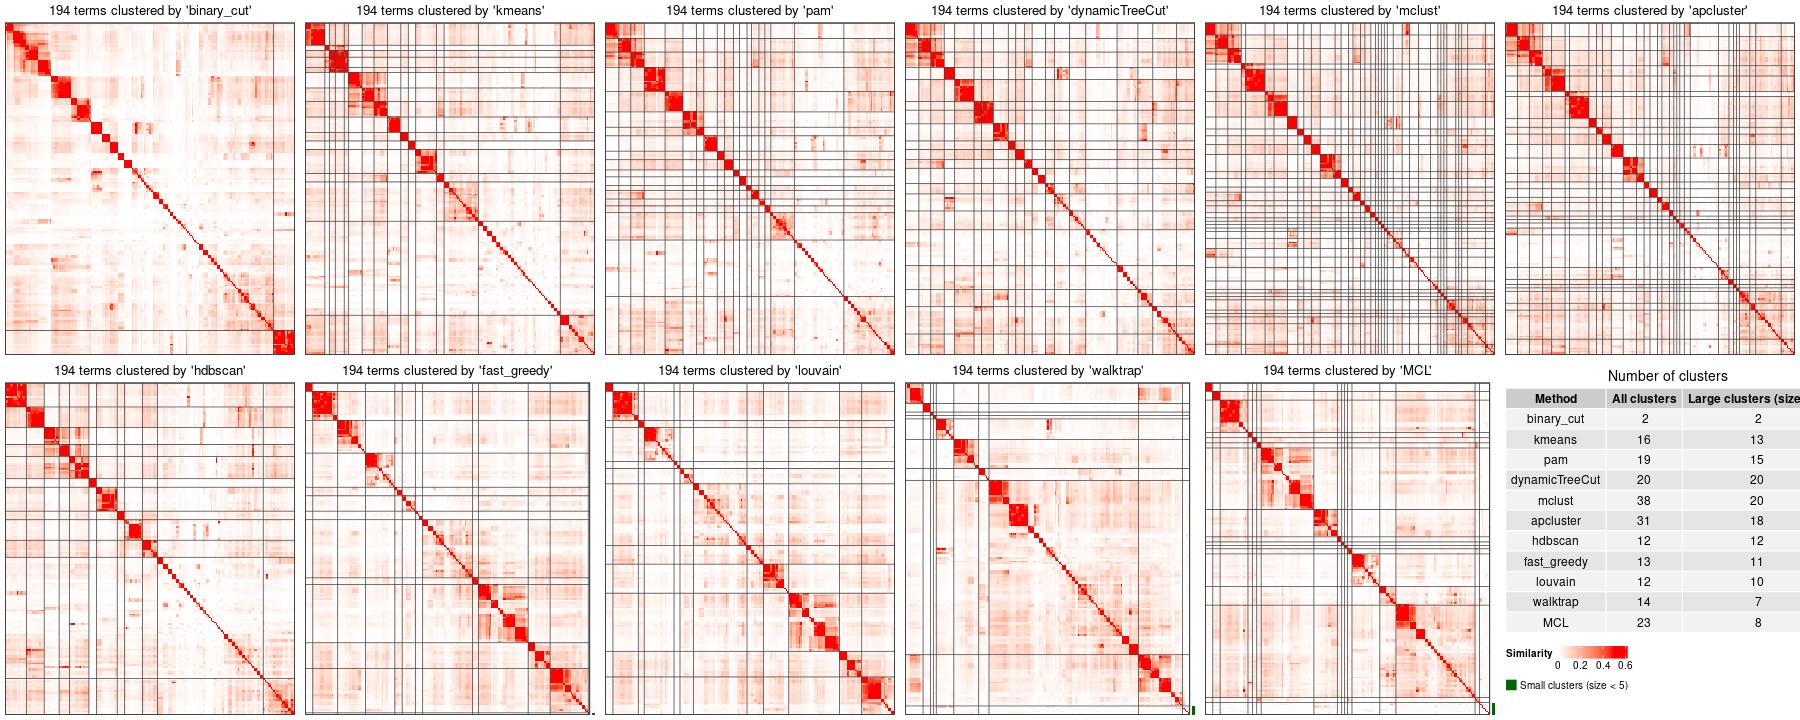 194 terms clustered by 'binary_cut'
194 terms clustered by 'kmeans'
194 terms clustered by 'pam'
194 terms clustered by 'dynamicTreeCut'
194 terms clustered by 'mclust'
194 terms clustered by 'apcluster'
194 terms clustered by 'hdbscan'
194 terms clustered by 'fast_greedy'
194 terms clustered by 'louvain'
194 terms clustered by 'walktrap'
194 terms clustered by 'MCL'
Number of clusters
Method All clusters Large clusters (size
binary_cut 2 2
kmeans 16 13
pam 19 15
dynamicTreeCut 20 20
mclust 38 20
apcluster 31 18
hdbscan 12 12
fast_greedy 13 11
louvain 12 10
walktrap 14 7
MCL 23 8
Similarity
0 0.2 0.4 0.6
Small clusters (size < 5)